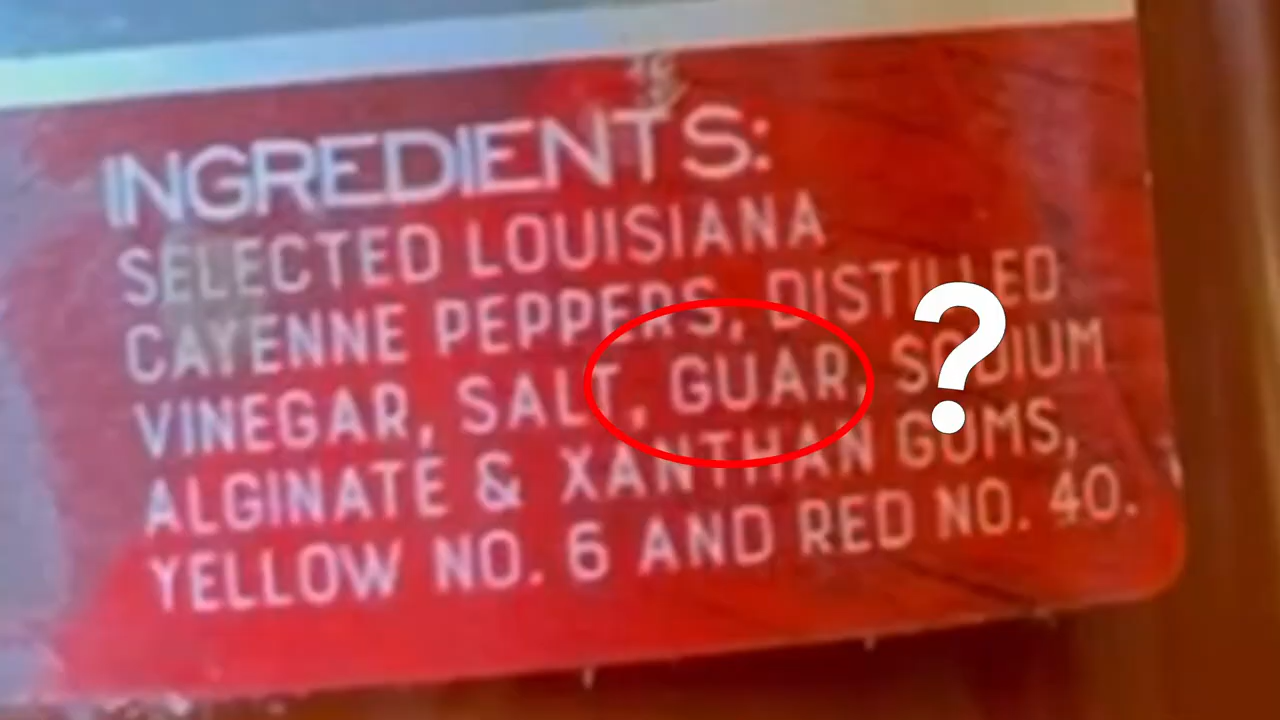 INGREDIENTS:
SELECTED LOUISIANA
CAYENNE PEPPERS, DISTILLED
VINEGAR, SALT, GUAR, SODIUM
ALGINATE & XANTHAN GUMS,
YELLOW NO. 6 AND RED NO. 40.
?